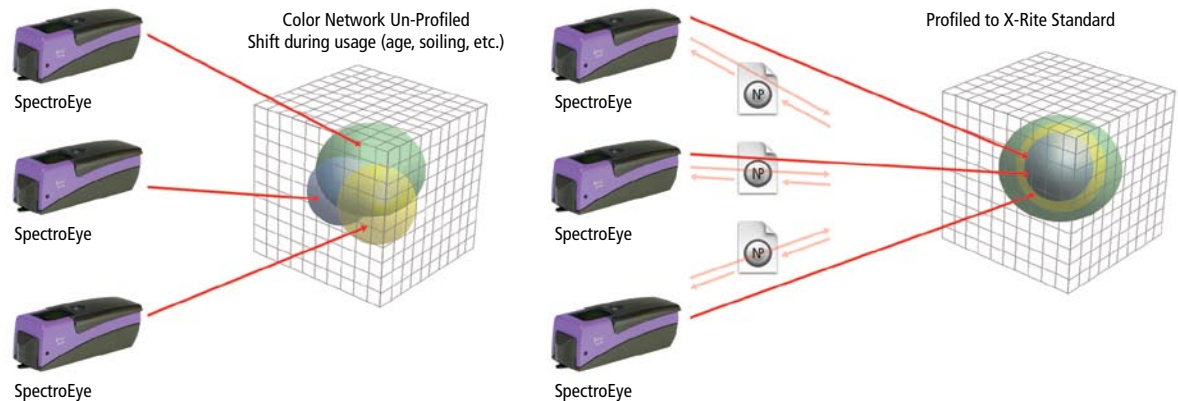 Color Network Un-Profiled
Shift during usage (age, soiling, etc.)
SpectroEye
SpectroEye
SpectroEye
Profiled to X-Rite Standard
SpectroEye
NP
SpectroEye
NP
NP
SpectroEye